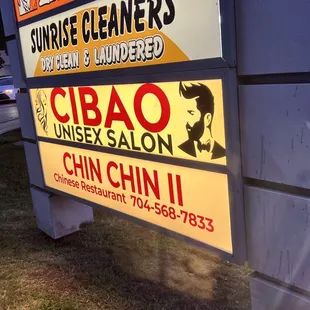 SUNRISE CLEANERS
DRY CLEAN & LAUNDERED
CIBAO
UNISEX SALON
CHIN CHIN II
Chinese Restaurant 704-568-7833